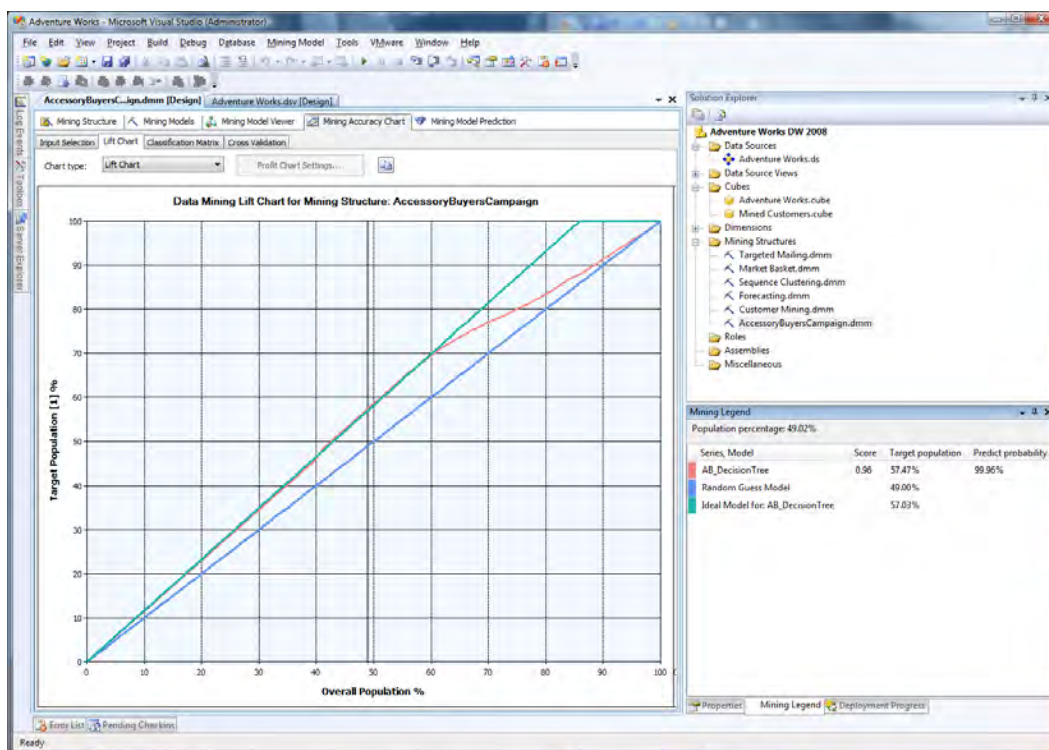 Adventure Works - Microsoft Visual Studio (Administrator)
File Edit View Project Build Debug Database Mining Model Tools VMware Window Help
AccessoryBuyersC...ign.dmm [Design] Adventure Works.dsv [Design]
Mining Structure Mining Models Mining Model Viewer Mining Accuracy Chart Mining Model Prediction
Input Selection Lift Chart Classification Matrix Cross Validation
Chart type: Lift Chart Profit Chart Settings...
Log Events
Toolbox
Server Explorer
Data Mining Lift Chart for Mining Structure: AccessoryBuyersCampaign
Target Population [1] %
100
90
80
70
60
50
40
30
20
10
0
0 10 20 30 40 50 60 70 80 90 100
Overall Population %
Solution Explorer
Adventure Works DW 2008
Data Sources
Adventure Works.ds
Data Source Views
Cubes
Adventure Works.cube
Mined Customers.cube
Dimensions
Mining Structures
Targeted Mailing.dmm
Market Basket.dmm
Sequence Clustering.dmm
Forecasting.dmm
Customer Mining.dmm
AccessoryBuyersCampaign.dmm
Roles
Assemblies
Miscellaneous
Mining Legend
Population percentage: 49.02%
Series, Model Score Target population Predict probability
AB_DecisionTree 0.96 57.47% 99.96%
Random Guess Model 49.00%
Ideal Model for: AB_DecisionTree 57.03%
Properties Mining Legend Deployment Progress
Error List Pending Checkins
Ready